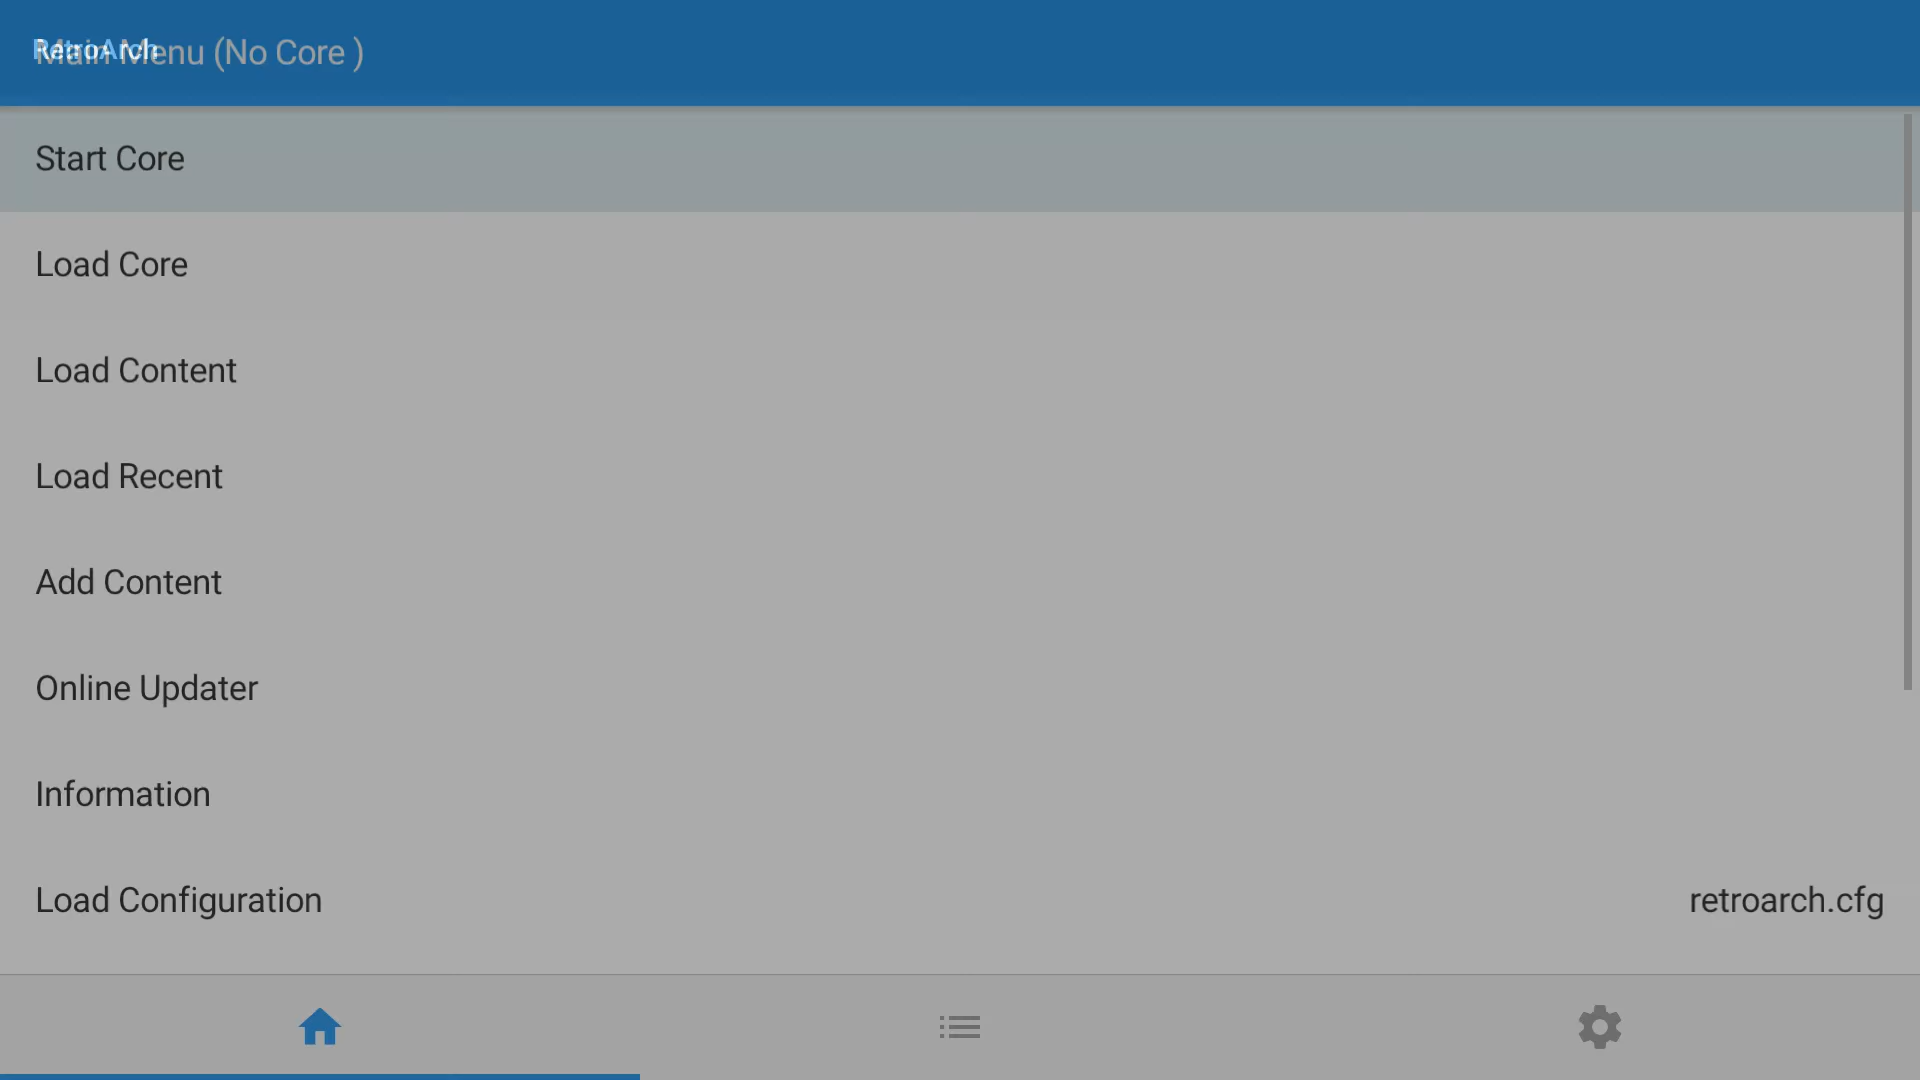 RetroArch
Main Menu (No Core )
Start Core
Load Core
Load Content
Load Recent
Add Content
Online Updater
Information
Load Configuration retroarch.cfg